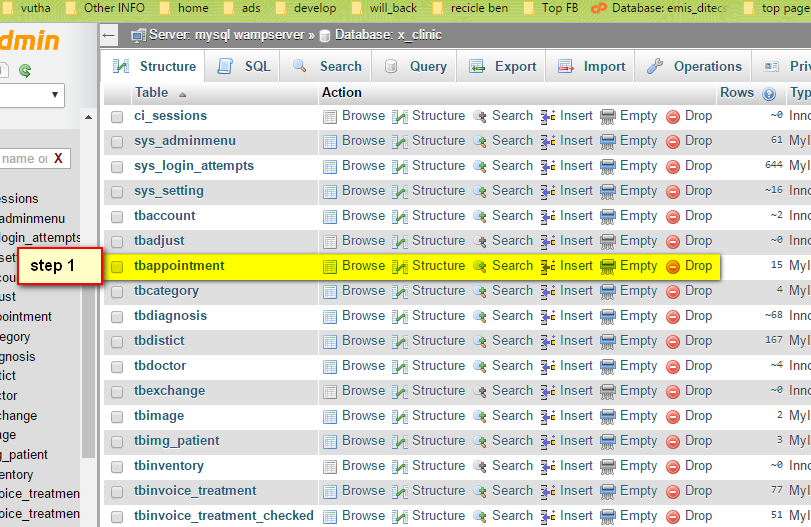 vutha Other INFO home ads develop will_back recicle ben Top FB Database: emis_ditecs top page
dmin
Server: mysql wampserver » Database: x_clinic
Structure SQL Search Query Export Import Operations Priv
Table Action Rows Typ
ci_sessions Browse Structure Search Insert Empty Drop ~0 Inno
sys_adminmenu Browse Structure Search Insert Empty Drop 61 MyI
name or X
sys_login_attempts Browse Structure Search Insert Empty Drop 644 MyI
essions
sys_setting Browse Structure Search Insert Empty Drop ~16 Inno
adminmenu
tbaccount Browse Structure Search Insert Empty Drop ~2 Inno
login_attempts
tbadjust Browse Structure Search Insert Empty Drop ~0 Inno
set
step 1
tbappointment Browse Structure Search Insert Empty Drop 15 MyI
cou
tbcategory Browse Structure Search Insert Empty Drop 4 MyI
ust
pointment
tbdiagnosis Browse Structure Search Insert Empty Drop ~68 Inno
egory
tbdistict Browse Structure Search Insert Empty Drop 167 MyI
gnosis
tbdoctor Browse Structure Search Insert Empty Drop ~4 Inno
tict
tbexchange Browse Structure Search Insert Empty Drop ~0 Inno
ctor
tbimage Browse Structure Search Insert Empty Drop 2 MyI
change
ge
tbimg_patient Browse Structure Search Insert Empty Drop 3 MyI
g_patient
tbinventory Browse Structure Search Insert Empty Drop ~0 Inno
entory
tbinvoice_treatment Browse Structure Search Insert Empty Drop 77 MyI
oice_treatmen
tbinvoice_treatment_checked Browse Structure Search Insert Empty Drop 51 MyI
oice_treatmen